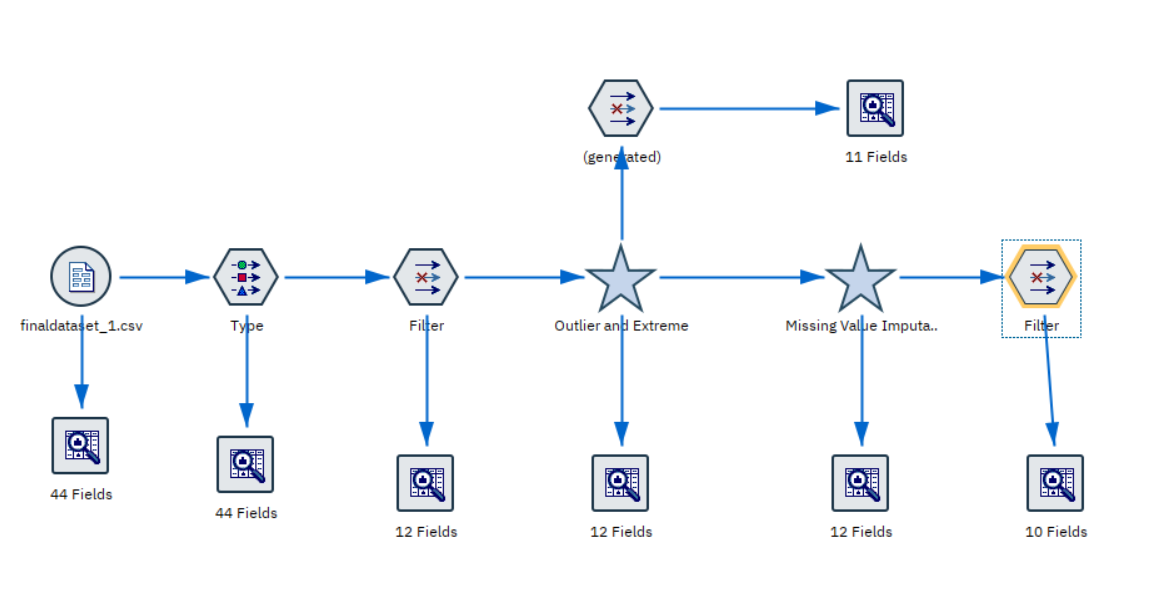 (generated)
11 Fields
finaldataset_1.csv
Type
Filter
Outlier and Extreme
Missing Value Imputa..
Filter
44 Fields
44 Fields
12 Fields
12 Fields
12 Fields
10 Fields